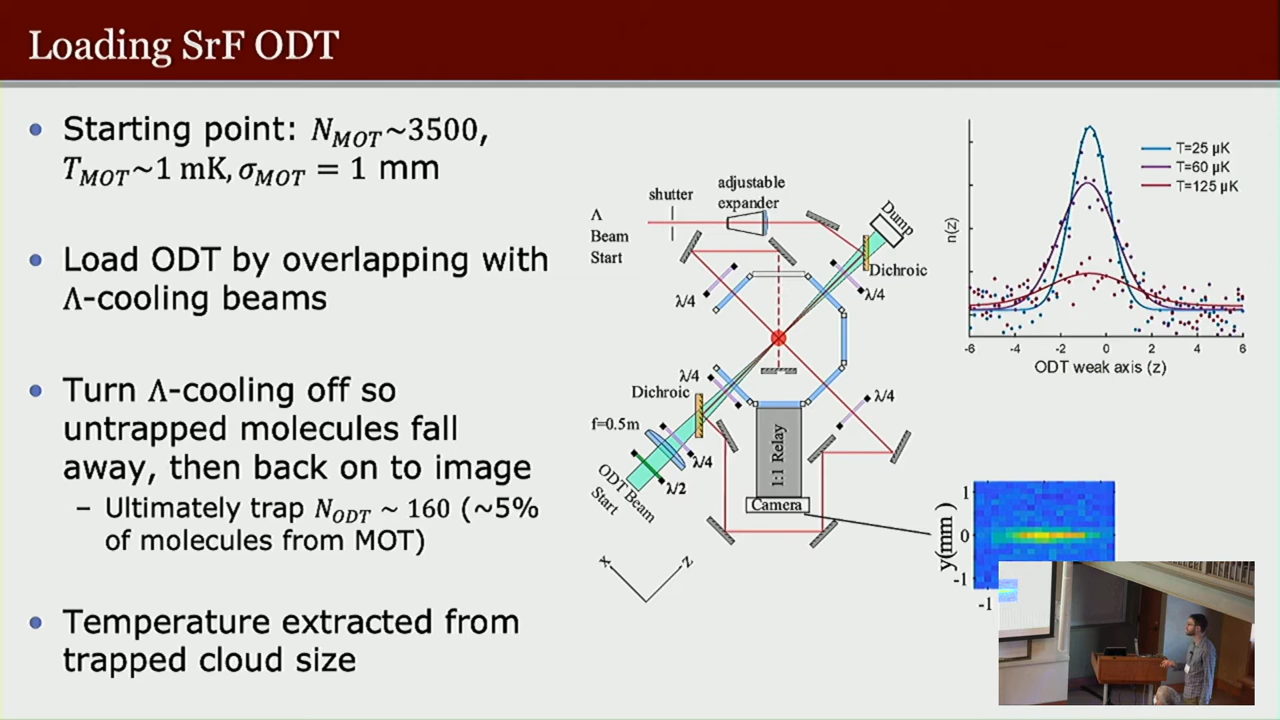 Loading SrF ODT
Starting point: N_MOT~3500,
T_MOT~1 mK, σ_MOT = 1 mm
Load ODT by overlapping with
Λ-cooling beams
Turn Λ-cooling off so
untrapped molecules fall
away, then back on to image
– Ultimately trap N_ODT ~ 160 (~5%
of molecules from MOT)
Temperature extracted from
trapped cloud size
Λ
Beam
Start
shutter
adjustable
expander
Dump
Dichroic
λ/4
λ/4
λ/4
Dichroic
λ/4
f=0.5m
λ/4
λ/2
ODT Beam
Start
1:1 Relay
Camera
x
z
n(z)
T=25 μK
T=60 μK
T=125 μK
-6 -4 -2 0 2 4 6
ODT weak axis (z)
y(mm)
1
0
-1
-1